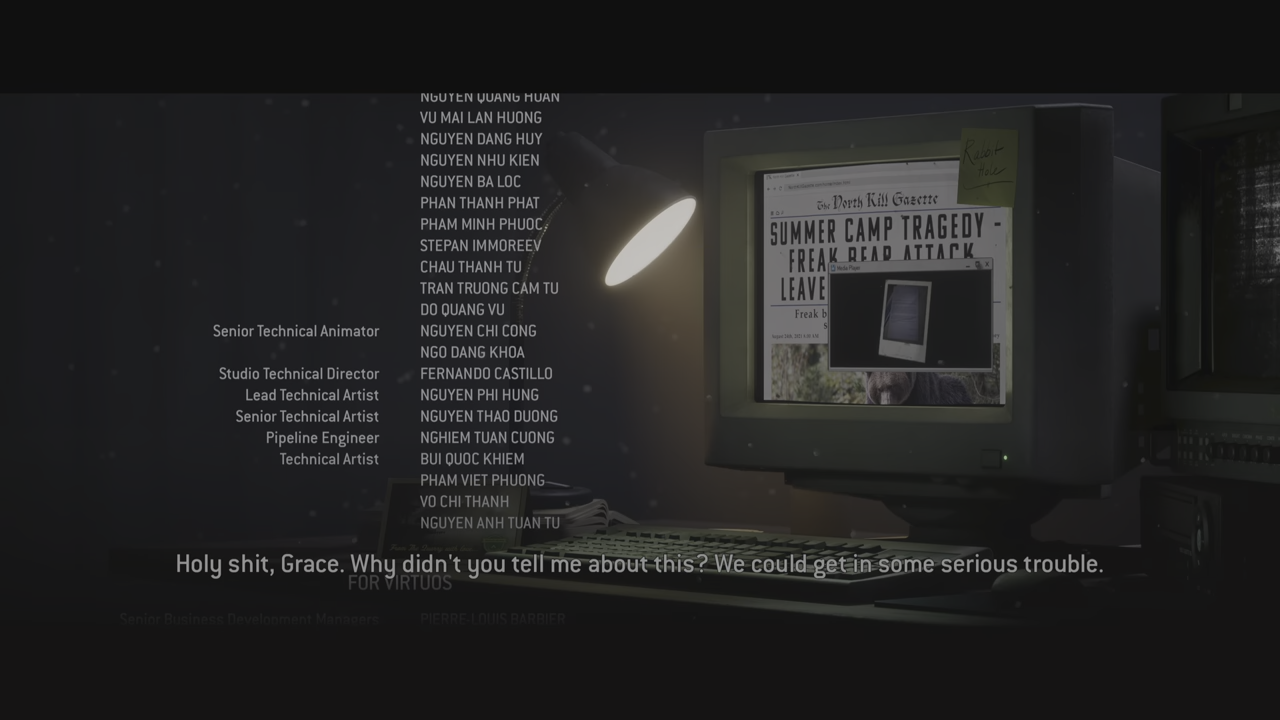 NGUYEN QUANG HUAN
VU MAI LAN HUONG
NGUYEN DANG HUY
NGUYEN NHU KIEN
NGUYEN BA LOC
PHAN THANH PHAT
PHAM MINH PHUOC
STEPAN IMMOREEV
CHAU THANH TU
TRAN TRUONG CAM TU
DO QUANG VU
Senior Technical Animator NGUYEN CHI CONG
NGO DANG KHOA
Studio Technical Director FERNANDO CASTILLO
Lead Technical Artist NGUYEN PHI HUNG
Senior Technical Artist NGUYEN THAO DUONG
Pipeline Engineer NGHIEM TUAN CUONG
Technical Artist BUI QUOC KHIEM
PHAM VIET PHUONG
VO CHI THANH
NGUYEN ANH TUAN TU
Rabbit
Hole
The North Kill Gazette
SUMMER CAMP TRAGEDY -
FREAK BEAR ATTACK
LEAVE
Media Player
Freak b
s
Holy shit, Grace. Why didn't you tell me about this? We could get in some serious trouble.
FOR VIRTUOS
Senior Business Development Managers PIERRE-LOUIS BARBIER